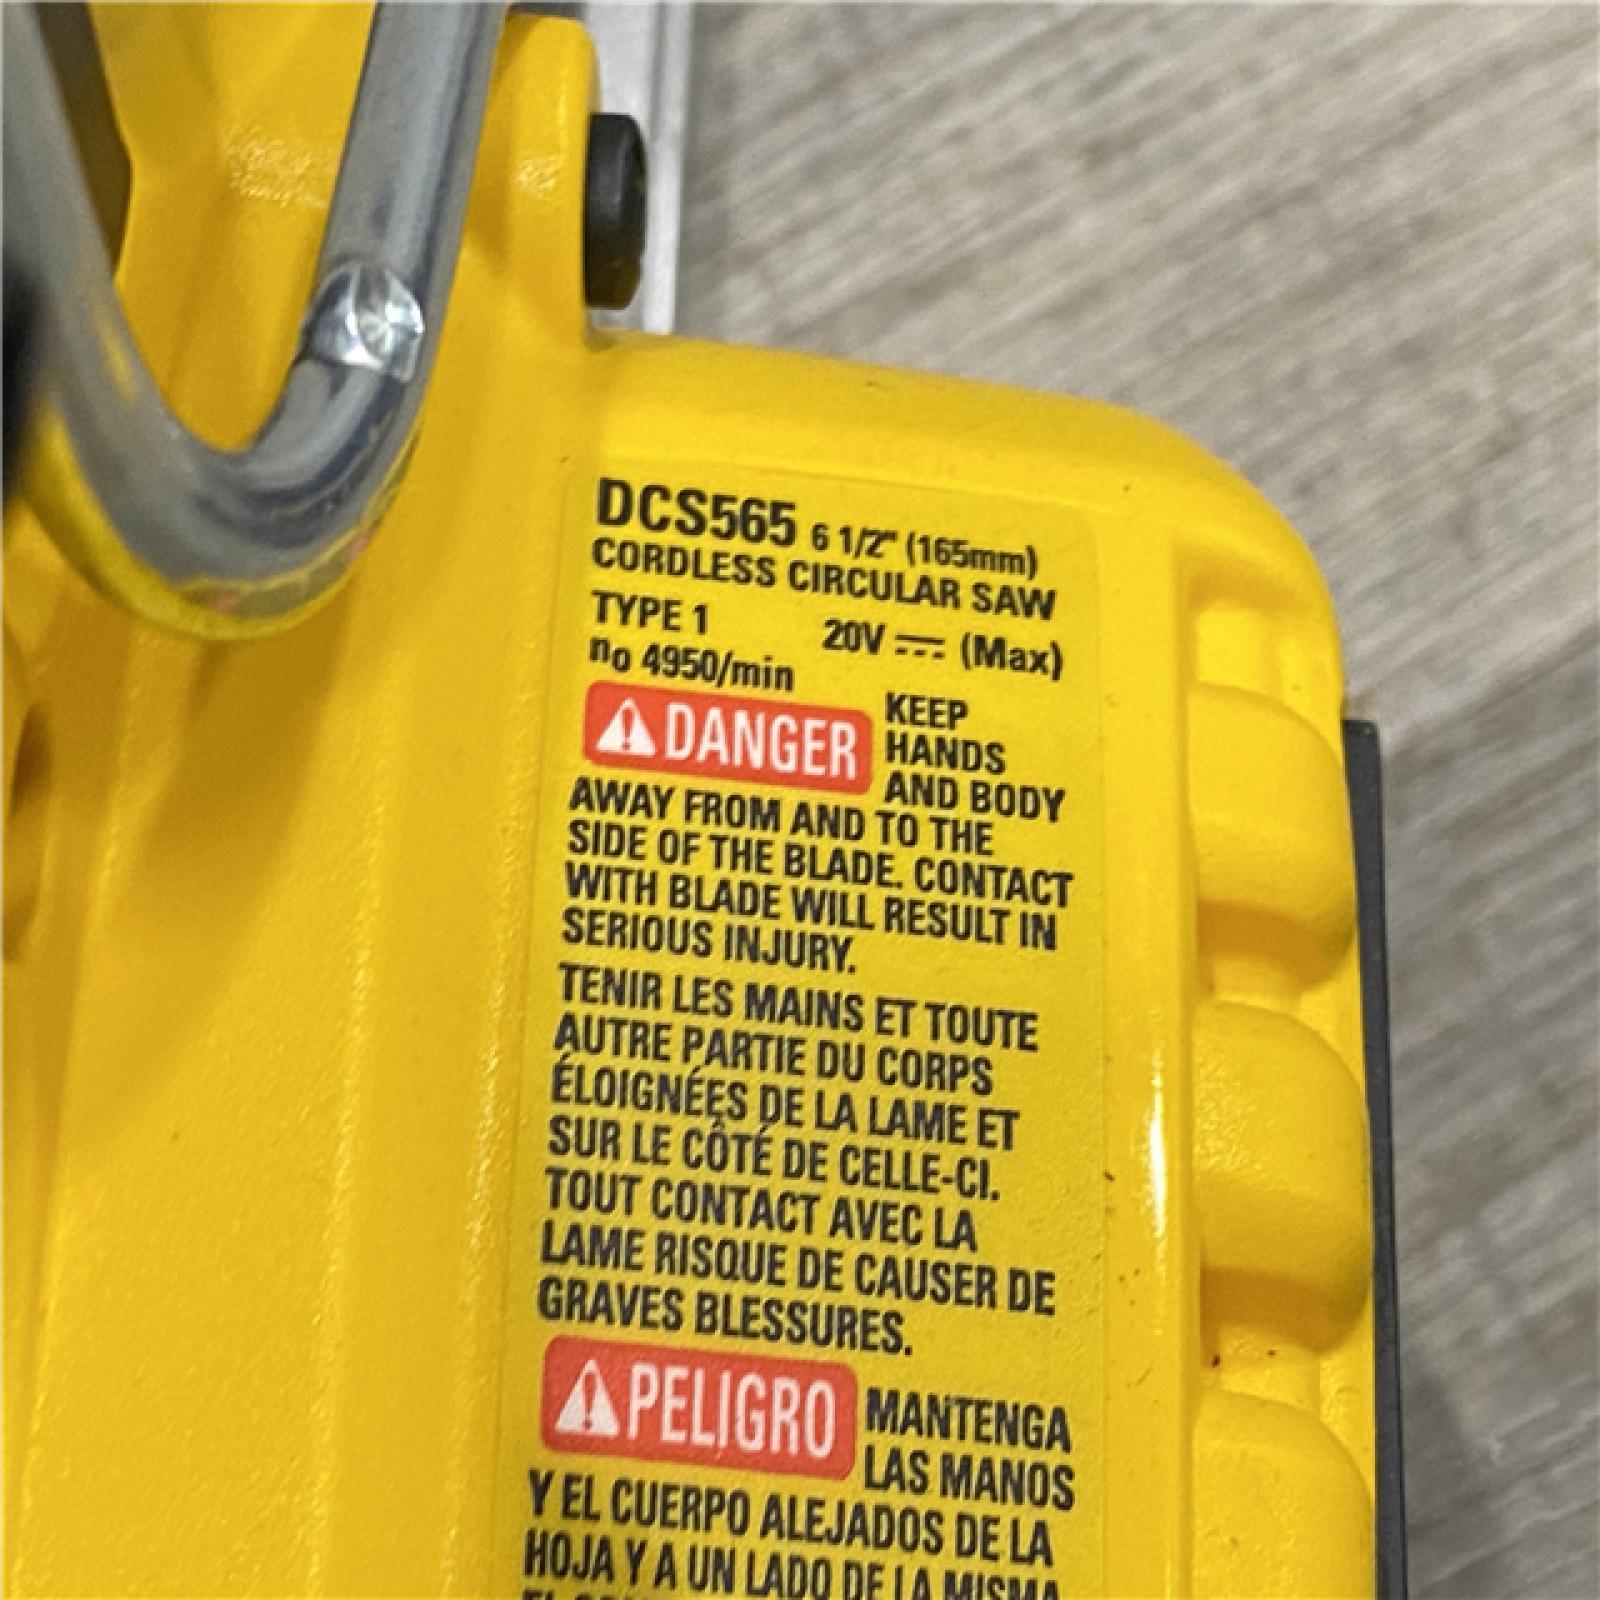 DCS565 6 1/2" (165mm)
CORDLESS CIRCULAR SAW
TYPE 1 20V ⎓ (Max)
n₀ 4950/min
⚠ DANGER KEEP
HANDS
AND BODY
AWAY FROM AND TO THE
SIDE OF THE BLADE. CONTACT
WITH BLADE WILL RESULT IN
SERIOUS INJURY.
TENIR LES MAINS ET TOUTE
AUTRE PARTIE DU CORPS
ÉLOIGNÉES DE LA LAME ET
SUR LE CÔTÉ DE CELLE-CI.
TOUT CONTACT AVEC LA
LAME RISQUE DE CAUSER DE
GRAVES BLESSURES.
⚠ PELIGRO MANTENGA
LAS MANOS
Y EL CUERPO ALEJADOS DE LA
HOJA Y A UN LADO DE LA MISMA